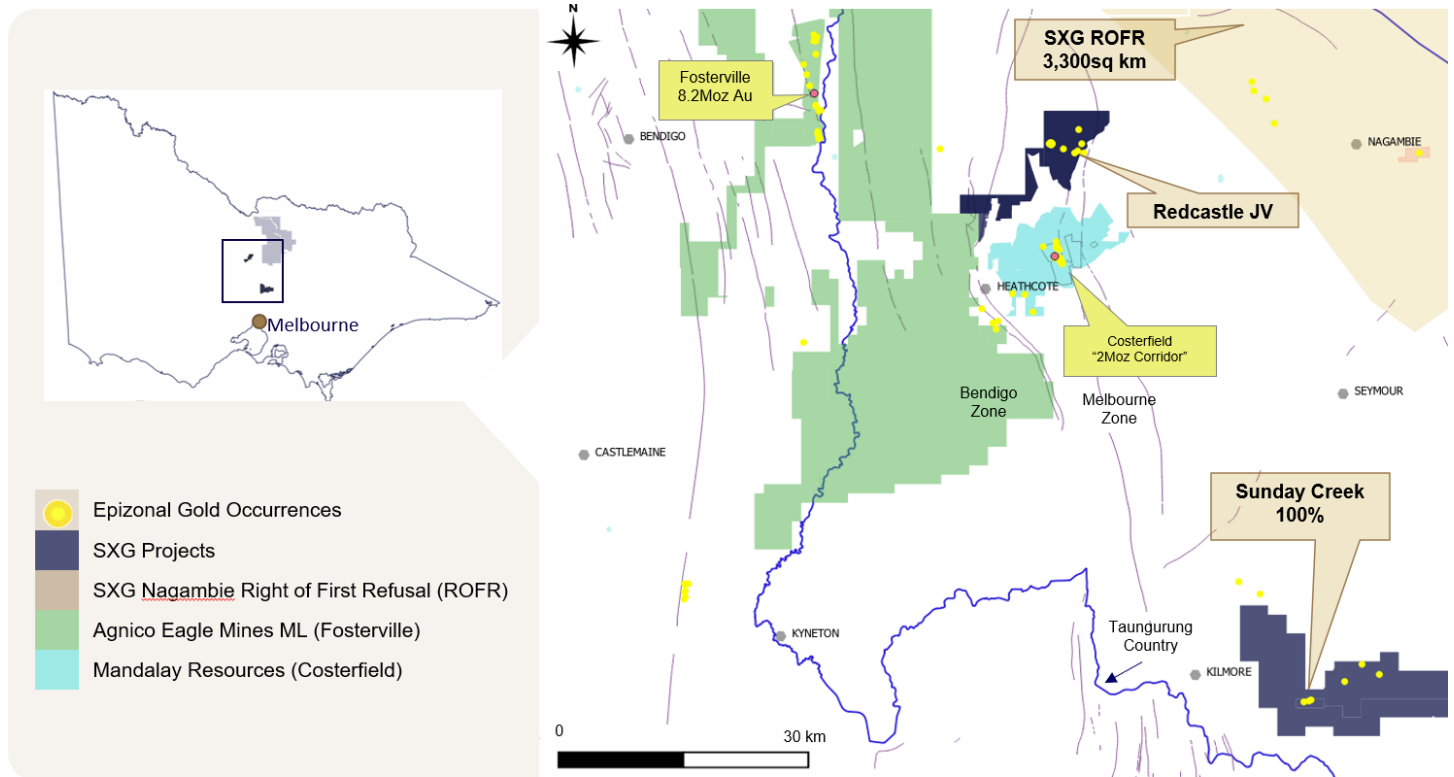 Melbourne
Epizonal Gold Occurrences
SXG Projects
SXG Nagambie Right of First Refusal (ROFR)
Agnico Eagle Mines ML (Fosterville)
Mandalay Resources (Costerfield)
N
SXG ROFR
3,300sq km
Fosterville
8.2Moz Au
BENDIGO
NAGAMBIE
Redcastle JV
HEATHCOTE
Costerfield
“2Moz Corridor”
Bendigo
Zone
Melbourne
Zone
SEYMOUR
CASTLEMAINE
Sunday Creek
100%
KYNETON
Taungurung
Country
KILMORE
0
30 km